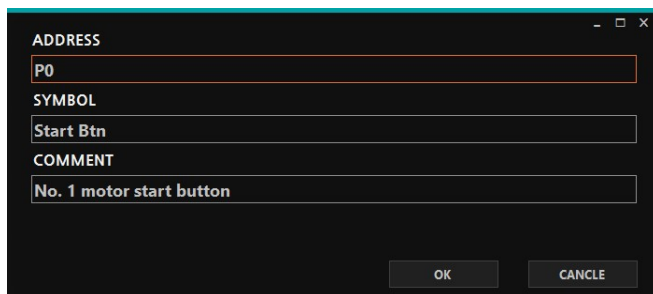 ADDRESS
P0
SYMBOL
Start Btn
COMMENT
No. 1 motor start button
OK
CANCLE